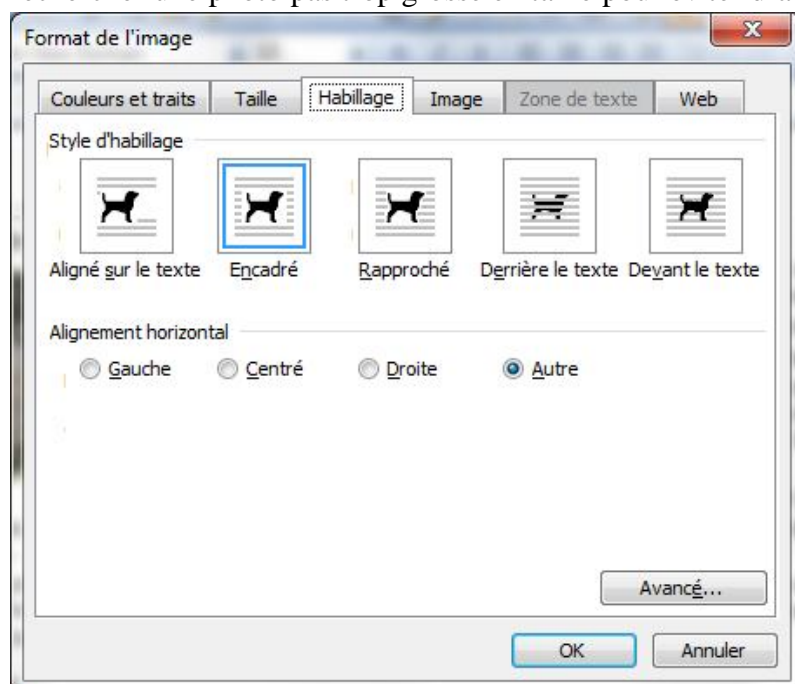 Format de l'image
Couleurs et traits Taille Habillage Image Zone de texte Web
Style d'habillage
Aligné sur le texte Encadré Rapproché Derrière le texte Devant le texte
Alignement horizontal
Gauche Centré Droite Autre
Avancé...
OK Annuler